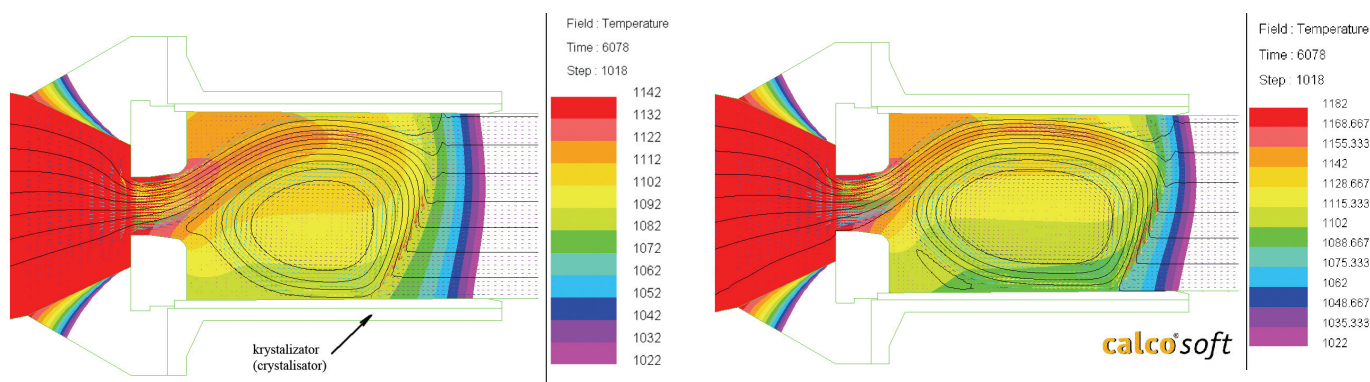 Field : Temperature
Time : 6078
Step : 1018
1142
1132
1122
1112
1102
1092
1082
1072
1062
1052
1042
1032
1022
krystalizator
(crystalisator)
Field : Temperature
Time : 6078
Step : 1018
1182
1168.667
1155.333
1142
1128.667
1115.333
1102
1088.667
1075.333
1062
1048.667
1035.333
1022
calco® soft